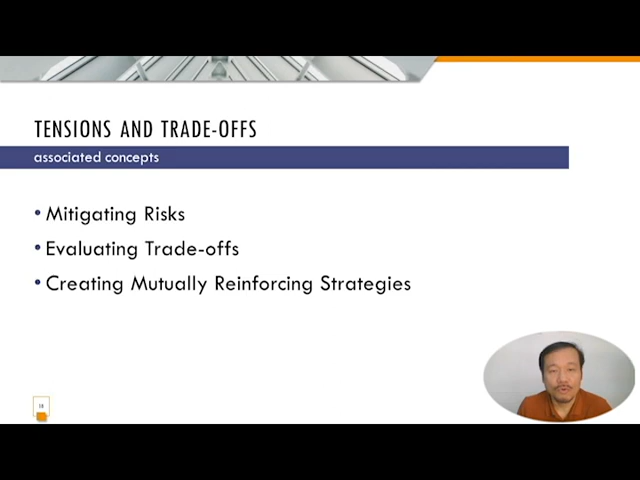 TENSIONS AND TRADE-OFFS
associated concepts
• Mitigating Risks
• Evaluating Trade-offs
• Creating Mutually Reinforcing Strategies